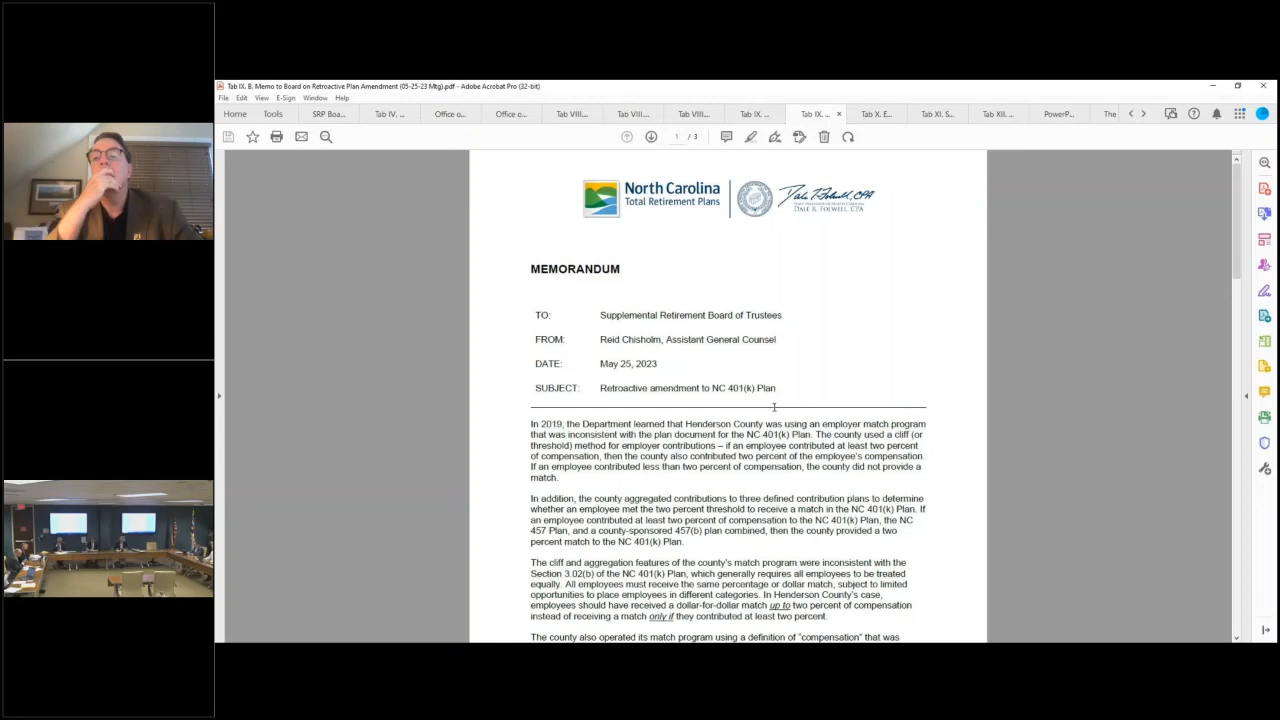 Tab IX. B. Memo to Board on Retroactive Plan Amendment (05-25-23 Mtg).pdf - Adobe Acrobat Pro (32-bit)
File Edit View E-Sign Window Help
Home Tools SRP Boa... Tab IV. ... Office o... Office o... Tab VIII.... Tab VIII.... Tab VIII.... Tab IX. ... Tab IX. ... × Tab X. E... Tab XI. S... Tab XII. ... PowerP... The
1 / 3
North Carolina
Total Retirement Plans
Dale R. Folwell, CPA
DALE R. FOLWELL, CPA
MEMORANDUM
TO: Supplemental Retirement Board of Trustees
FROM: Reid Chisholm, Assistant General Counsel
DATE: May 25, 2023
SUBJECT: Retroactive amendment to NC 401(k) Plan
In 2019, the Department learned that Henderson County was using an employer match program
that was inconsistent with the plan document for the NC 401(k) Plan. The county used a cliff (or
threshold) method for employer contributions – if an employee contributed at least two percent
of compensation, then the county also contributed two percent of the employee's compensation.
If an employee contributed less than two percent of compensation, the county did not provide a
match.
In addition, the county aggregated contributions to three defined contribution plans to determine
whether an employee met the two percent threshold to receive a match in the NC 401(k) Plan. If
an employee contributed at least two percent of compensation to the NC 401(k) Plan, the NC
457 Plan, and a county-sponsored 457(b) plan combined, then the county provided a two
percent match to the NC 401(k) Plan.
The cliff and aggregation features of the county's match program were inconsistent with the
Section 3.02(b) of the NC 401(k) Plan, which generally requires all employees to be treated
equally. All employees must receive the same percentage or dollar match, subject to limited
opportunities to place employees in different categories. In Henderson County's case,
employees should have received a dollar-for-dollar match up to two percent of compensation
instead of receiving a match only if they contributed at least two percent.
The county also operated its match program using a definition of "compensation" that was